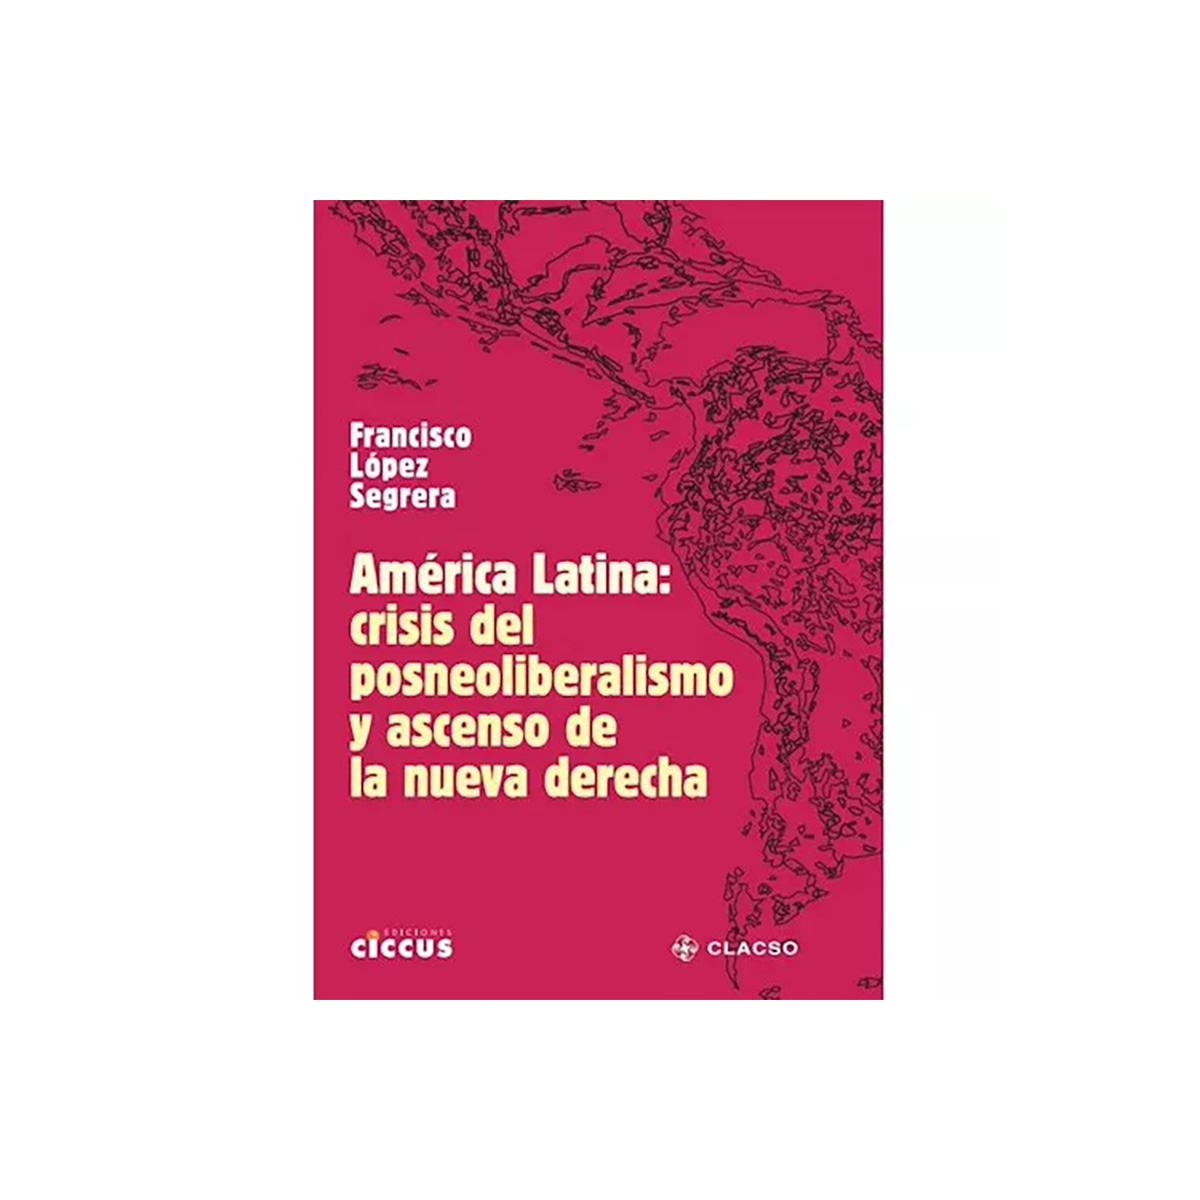 Francisco
López
Segrera
América Latina:
crisis del
posneoliberalismo
y ascenso de
la nueva derecha
EDICIONES
CICCUS
CLACSO